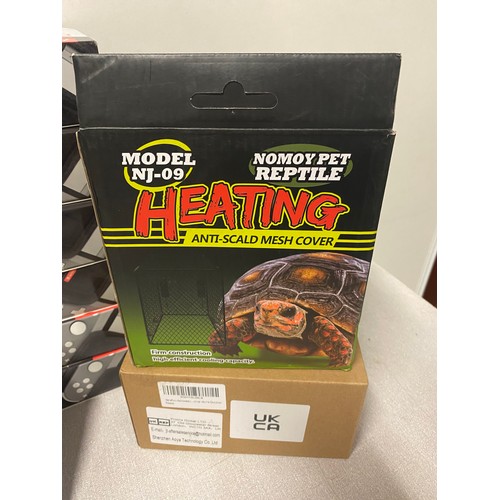 MODEL
NJ-09
NOMOY PET
REPTILE
HEATING
ANTI-SCALD MESH COVER
Firm construction
high efficient cooling capacity.
UK
CA
E-Mail:
Shenzhen Aoye Technology Co., Ltd